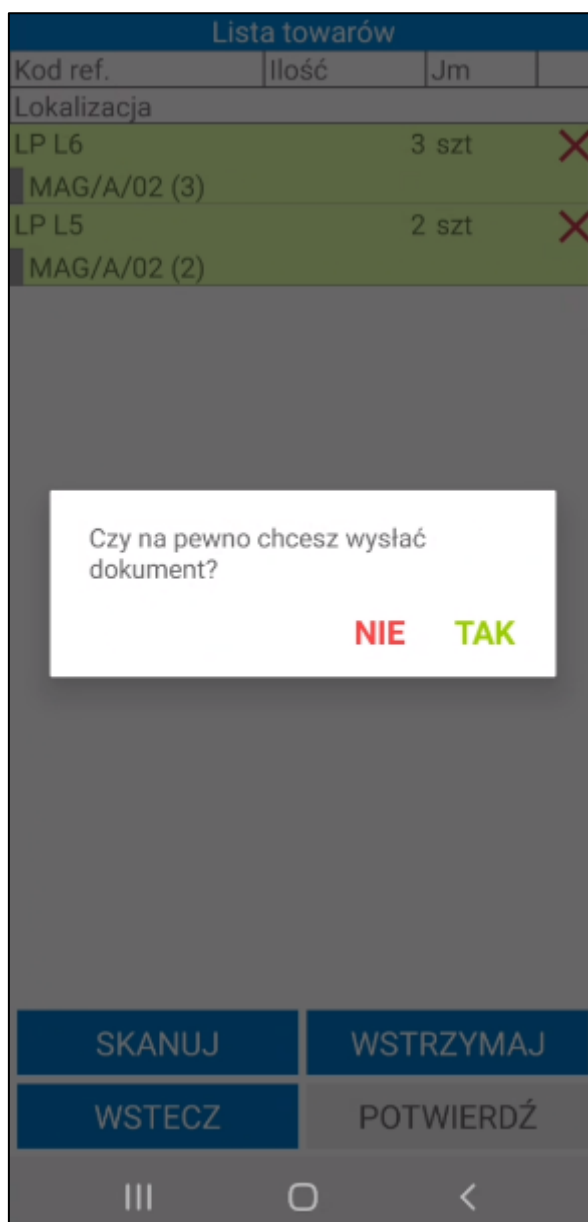 Lista towarów
Kod ref. Ilość Jm
Lokalizacja
LP L6 3 szt
MAG/A/02 (3)
LP L5 2 szt
MAG/A/02 (2)
Czy na pewno chcesz wysłać
dokument?
NIE TAK
SKANUJ WSTRZYMAJ
WSTECZ POTWIERDŹ